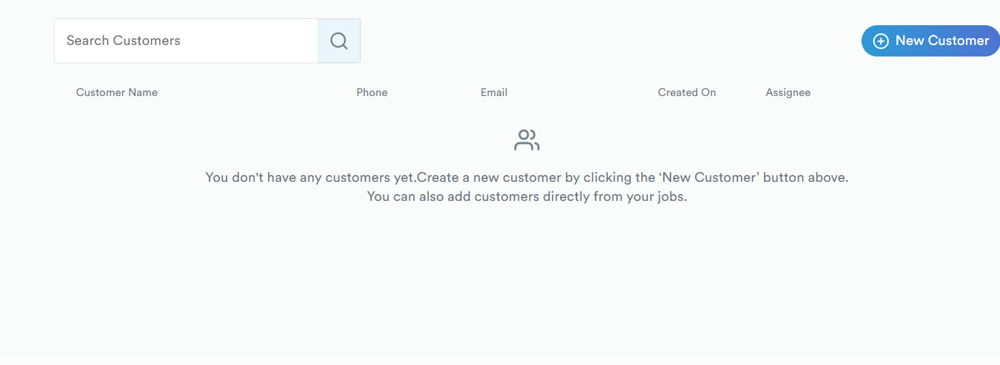 Search Customers
New Customer
Customer Name Phone Email Created On Assignee
You don't have any customers yet.Create a new customer by clicking the ‘New Customer’ button above.
You can also add customers directly from your jobs.